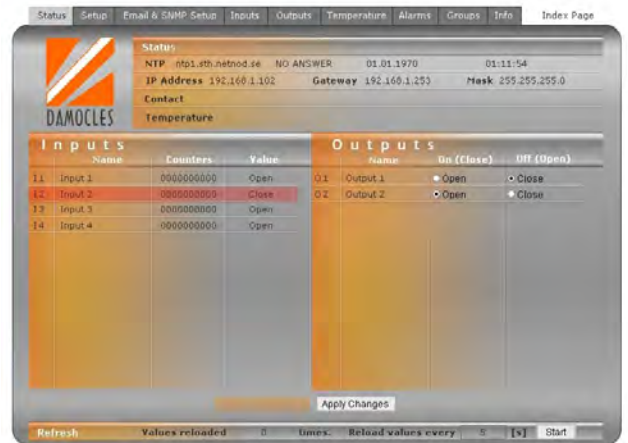 Status Setup Email & SNMP Setup Inputs Outputs Temperature Alarms Groups Info Index Page
DAMOCLES
Status
NTP ntp1.sth.netnod.se NO ANSWER 01.01.1970 01:11:54
IP Address 192.168.1.102 Gateway 192.168.1.253 Mask 255.255.255.0
Contact
Temperature
Inputs
Name Counters Value
I1 Input 1 0000000000 Open
I2 Input 2 0000000000 Close
I3 Input 3 0000000000 Open
I4 Input 4 0000000000 Open
Outputs
Name On (Close) Off (Open)
O1 Output 1 Open Close
O2 Output 2 Open Close
Apply Changes
Refresh Values reloaded 0 times. Reload values every 5 [s] Start